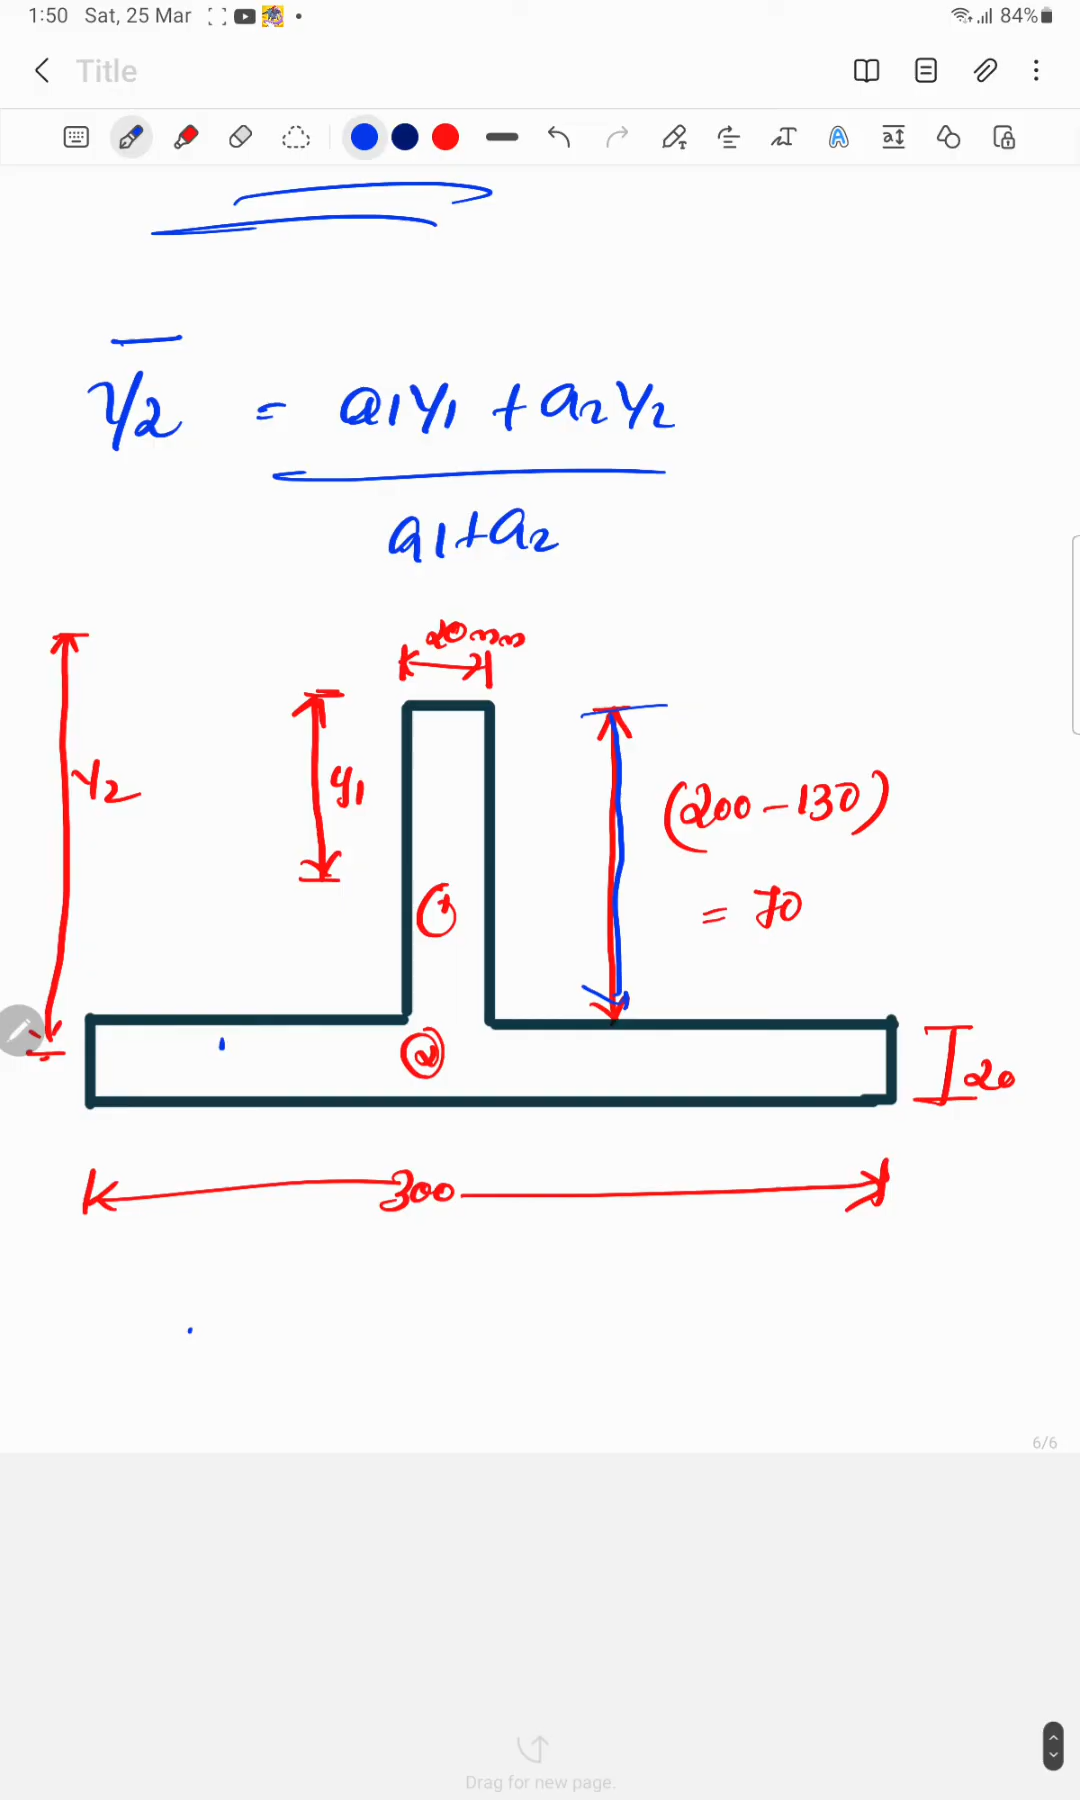 1:50 Sat, 25 Mar 84%
Title
y2 = a1y1 + a2y2
a1+a2
20mm
y2
y1
(200-130)
= 70
1
2
20
300
6/6
Drag for new page.